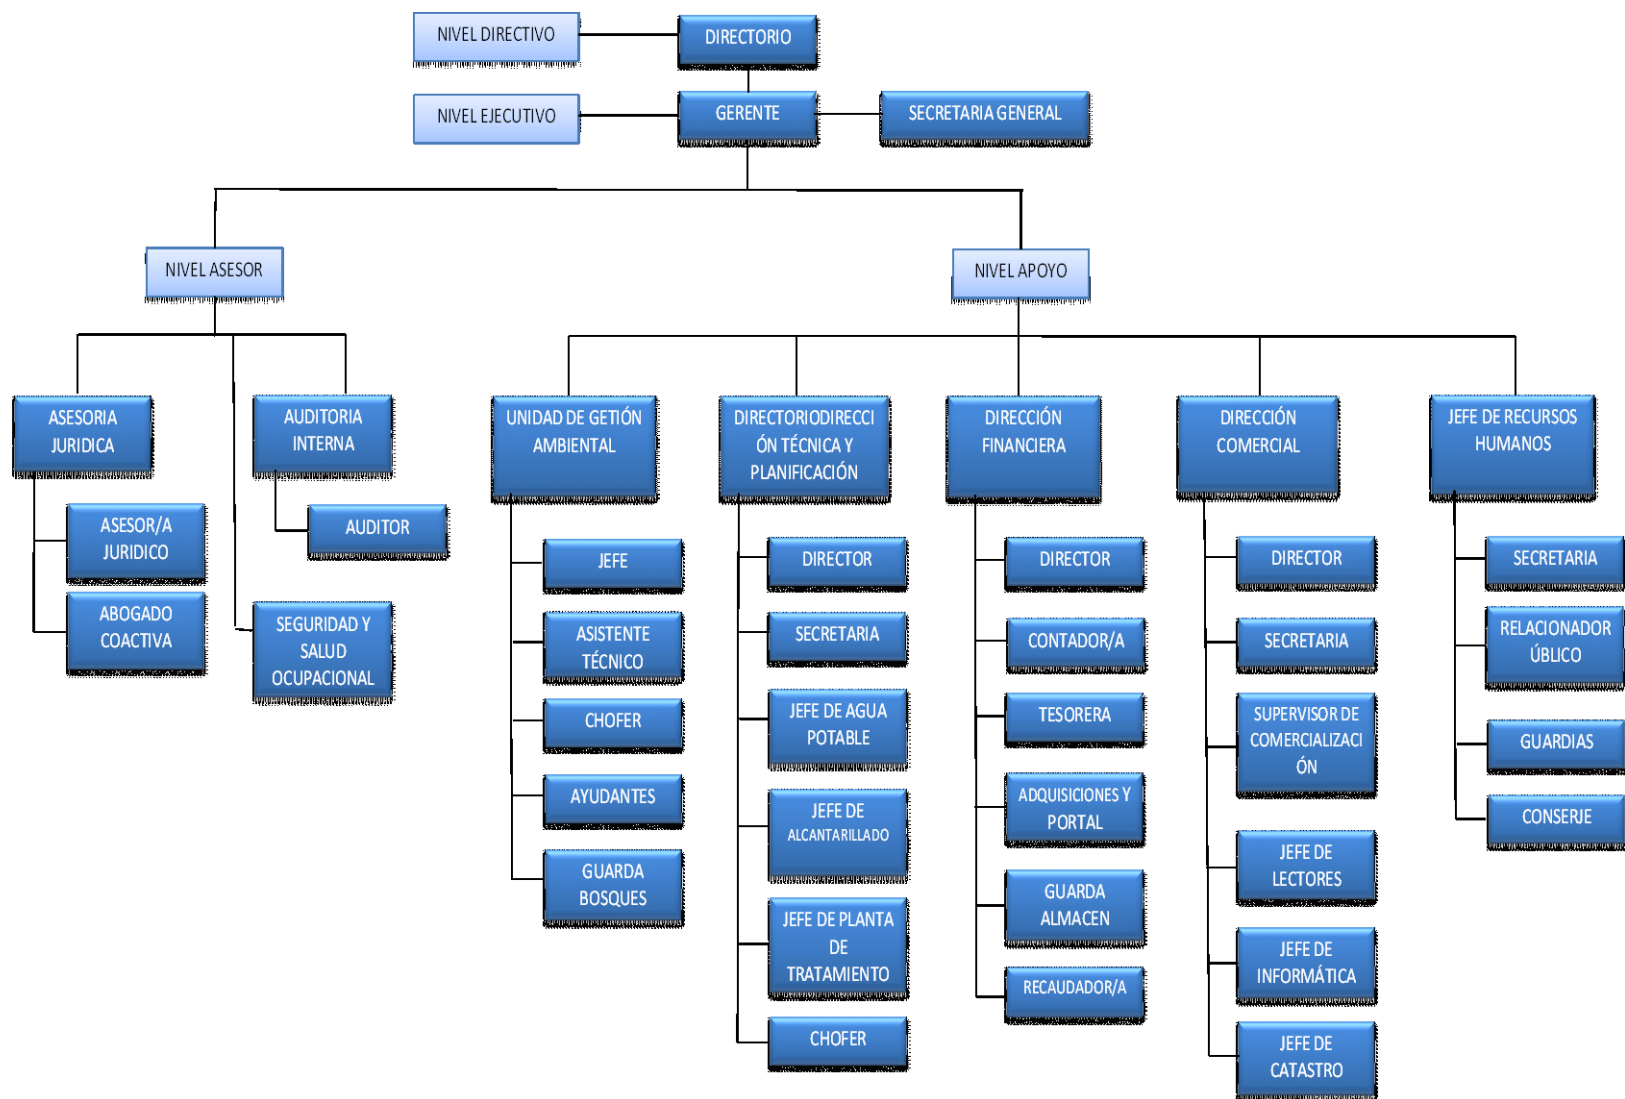 NIVEL DIRECTIVO
DIRECTORIO
NIVEL EJECUTIVO
GERENTE
SECRETARIA GENERAL
NIVEL ASESOR
NIVEL APOYO
ASESORIA
JURIDICA
ASESOR/A
JURIDICO
ABOGADO
COACTIVA
AUDITORIA
INTERNA
AUDITOR
SEGURIDAD Y
SALUD
OCUPACIONAL
UNIDAD DE GETIÓN
AMBIENTAL
JEFE
ASISTENTE
TÉCNICO
CHOFER
AYUDANTES
GUARDA
BOSQUES
DIRECTORIODIRECCI
ÓN TÉCNICA Y
PLANIFICACIÓN
DIRECTOR
SECRETARIA
JEFE DE AGUA
POTABLE
JEFE DE
ALCANTARILLADO
JEFE DE PLANTA
DE
TRATAMIENTO
CHOFER
DIRECCIÓN
FINANCIERA
DIRECTOR
CONTADOR/A
TESORERA
ADQUISICIONES Y
PORTAL
GUARDA
ALMACEN
RECAUDADOR/A
DIRECCIÓN
COMERCIAL
DIRECTOR
SECRETARIA
SUPERVISOR DE
COMERCIALIZACI
ÓN
JEFE DE
LECTORES
JEFE DE
INFORMÁTICA
JEFE DE
CATASTRO
JEFE DE RECURSOS
HUMANOS
SECRETARIA
RELACIONADOR
ÚBLICO
GUARDIAS
CONSERJE